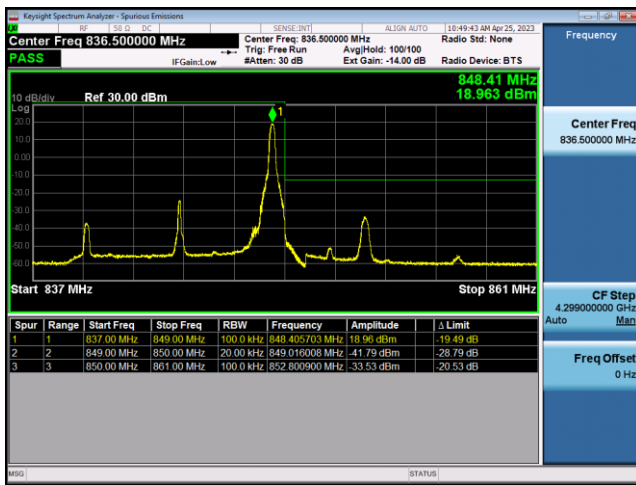 Keysight Spectrum Analyzer - Spurious Emissions
RF 50 Ω DC SENSE:INT ALIGN AUTO 10:49:43 AM Apr 25, 2023
Center Freq 836.500000 MHz
Center Freq: 836.500000 MHz
Radio Std: None
Trig: Free Run
Avg|Hold: 100/100
PASS
IFGain:Low
#Atten: 30 dB
Ext Gain: -14.00 dB
Radio Device: BTS
848.41 MHz
18.963 dBm
10 dB/div Ref 30.00 dBm
Log
1
20.0
10.0
0.00
-10.0
-20.0
-30.0
-40.0
-50.0
-60.0
Start 837 MHz Stop 861 MHz
Spur Range Start Freq Stop Freq RBW Frequency Amplitude Δ Limit
1 1 837.00 MHz 849.00 MHz 100.0 kHz 848.405703 MHz 18.96 dBm -19.49 dB
2 2 849.00 MHz 850.00 MHz 20.00 kHz 849.016008 MHz -41.79 dBm -28.79 dB
3 3 850.00 MHz 861.00 MHz 100.0 kHz 852.800900 MHz -33.53 dBm -20.53 dB
Frequency
Center Freq
836.500000 MHz
CF Step
4.299000000 GHz
Auto Man
Freq Offset
0 Hz
MSG STATUS